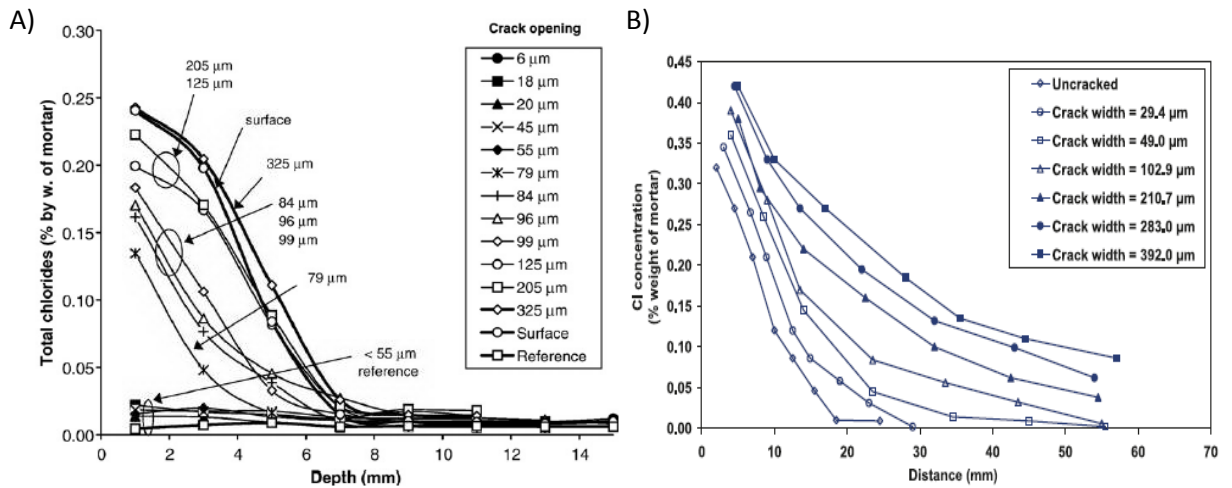 A)
Crack opening
6 µm
18 µm
20 µm
45 µm
55 µm
79 µm
84 µm
96 µm
99 µm
125 µm
205 µm
325 µm
Surface
Reference
205 µm
125 µm
surface
325 µm
84 µm
96 µm
99 µm
79 µm
< 55 µm
reference
Total chlorides (% by w. of mortar)
0.30
0.25
0.20
0.15
0.10
0.05
0.00
0 2 4 6 8 10 12 14
Depth (mm)
B)
Uncracked
Crack width = 29.4 µm
Crack width = 49.0 µm
Crack width = 102.9 µm
Crack width = 210.7 µm
Crack width = 283.0 µm
Crack width = 392.0 µm
Cl concentration
(% weight of mortar)
0.45
0.40
0.35
0.30
0.25
0.20
0.15
0.10
0.05
0.00
0 10 20 30 40 50 60 70
Distance (mm)